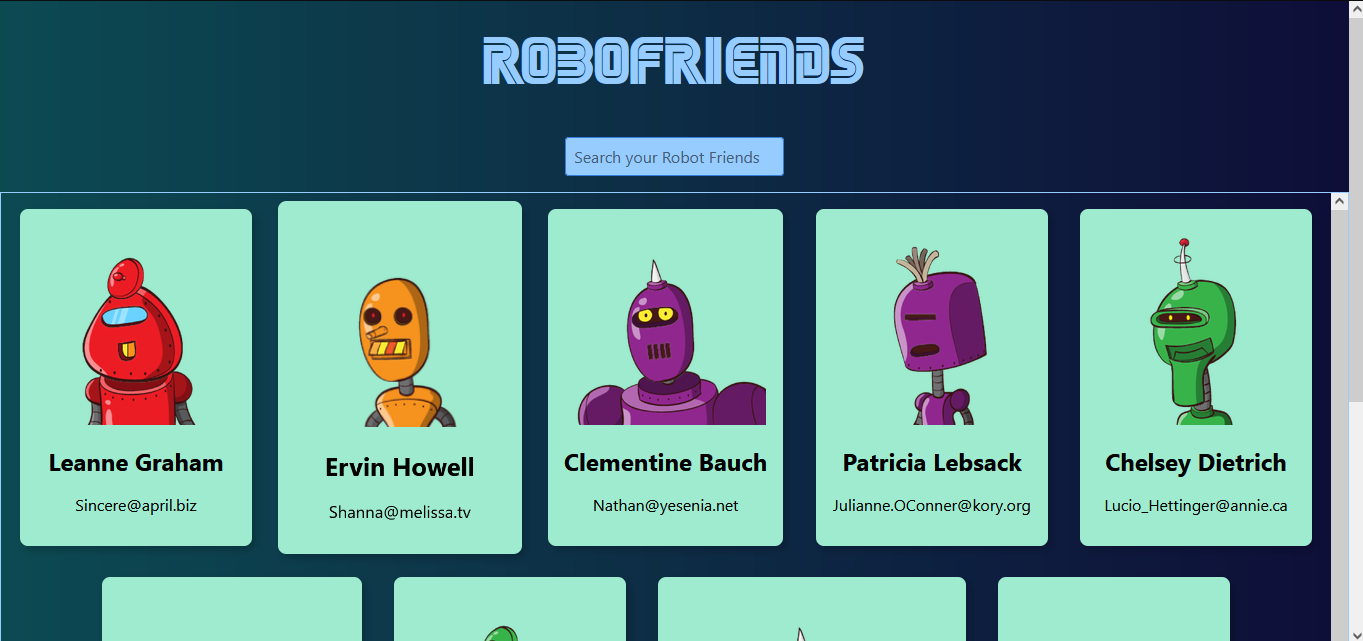 ROBOFRIENDS
Search your Robot Friends
Leanne Graham
Sincere@april.biz
Ervin Howell
Shanna@melissa.tv
Clementine Bauch
Nathan@yesenia.net
Patricia Lebsack
Julianne.OConner@kory.org
Chelsey Dietrich
Lucio_Hettinger@annie.ca